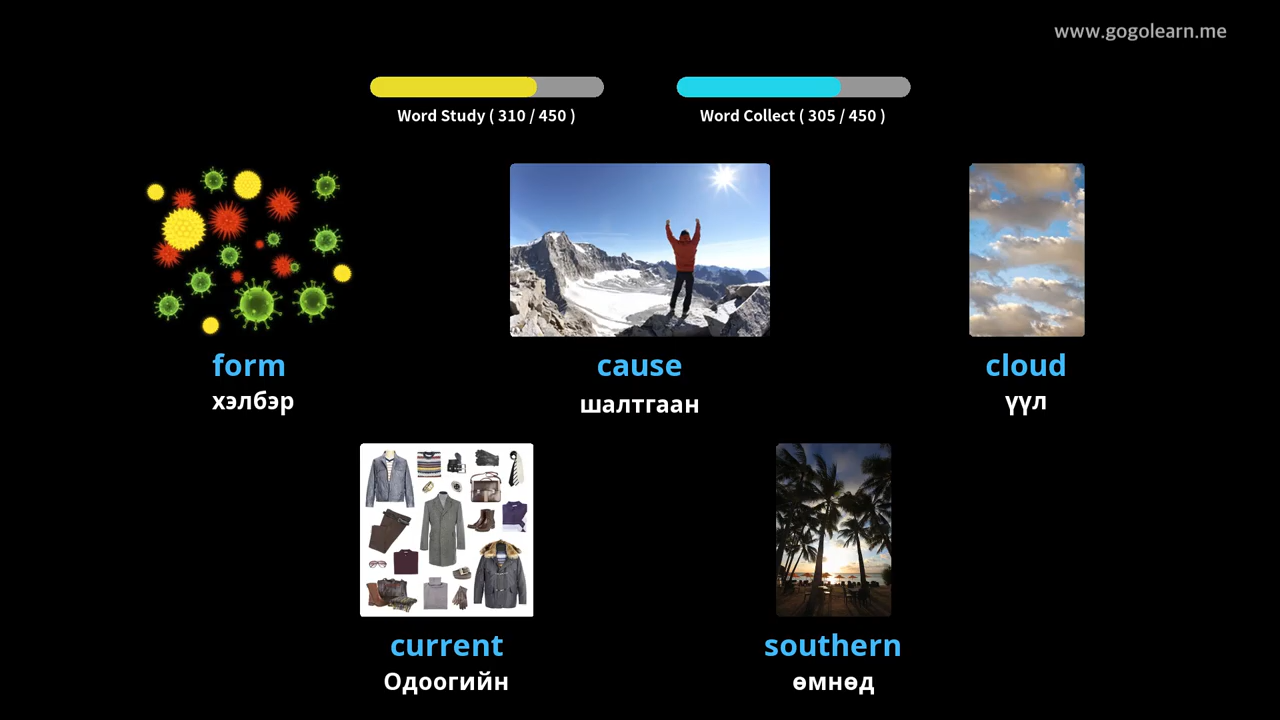 www.gogolearn.me
Word Study ( 310 / 450 )
Word Collect ( 305 / 450 )
form
хэлбэр
cause
шалтгаан
cloud
үүл
current
Одоогийн
southern
өмнөд